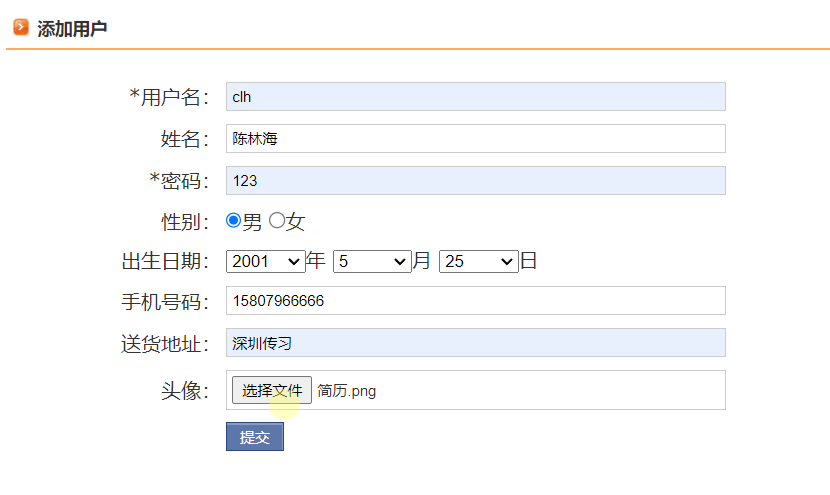 添加用户
*用户名： clh
姓名： 陈林海
*密码： 123
性别： 男 女
出生日期： 2001 年 5 月 25 日
手机号码： 15807966666
送货地址： 深圳传习
头像： 选择文件 简历.png
提交